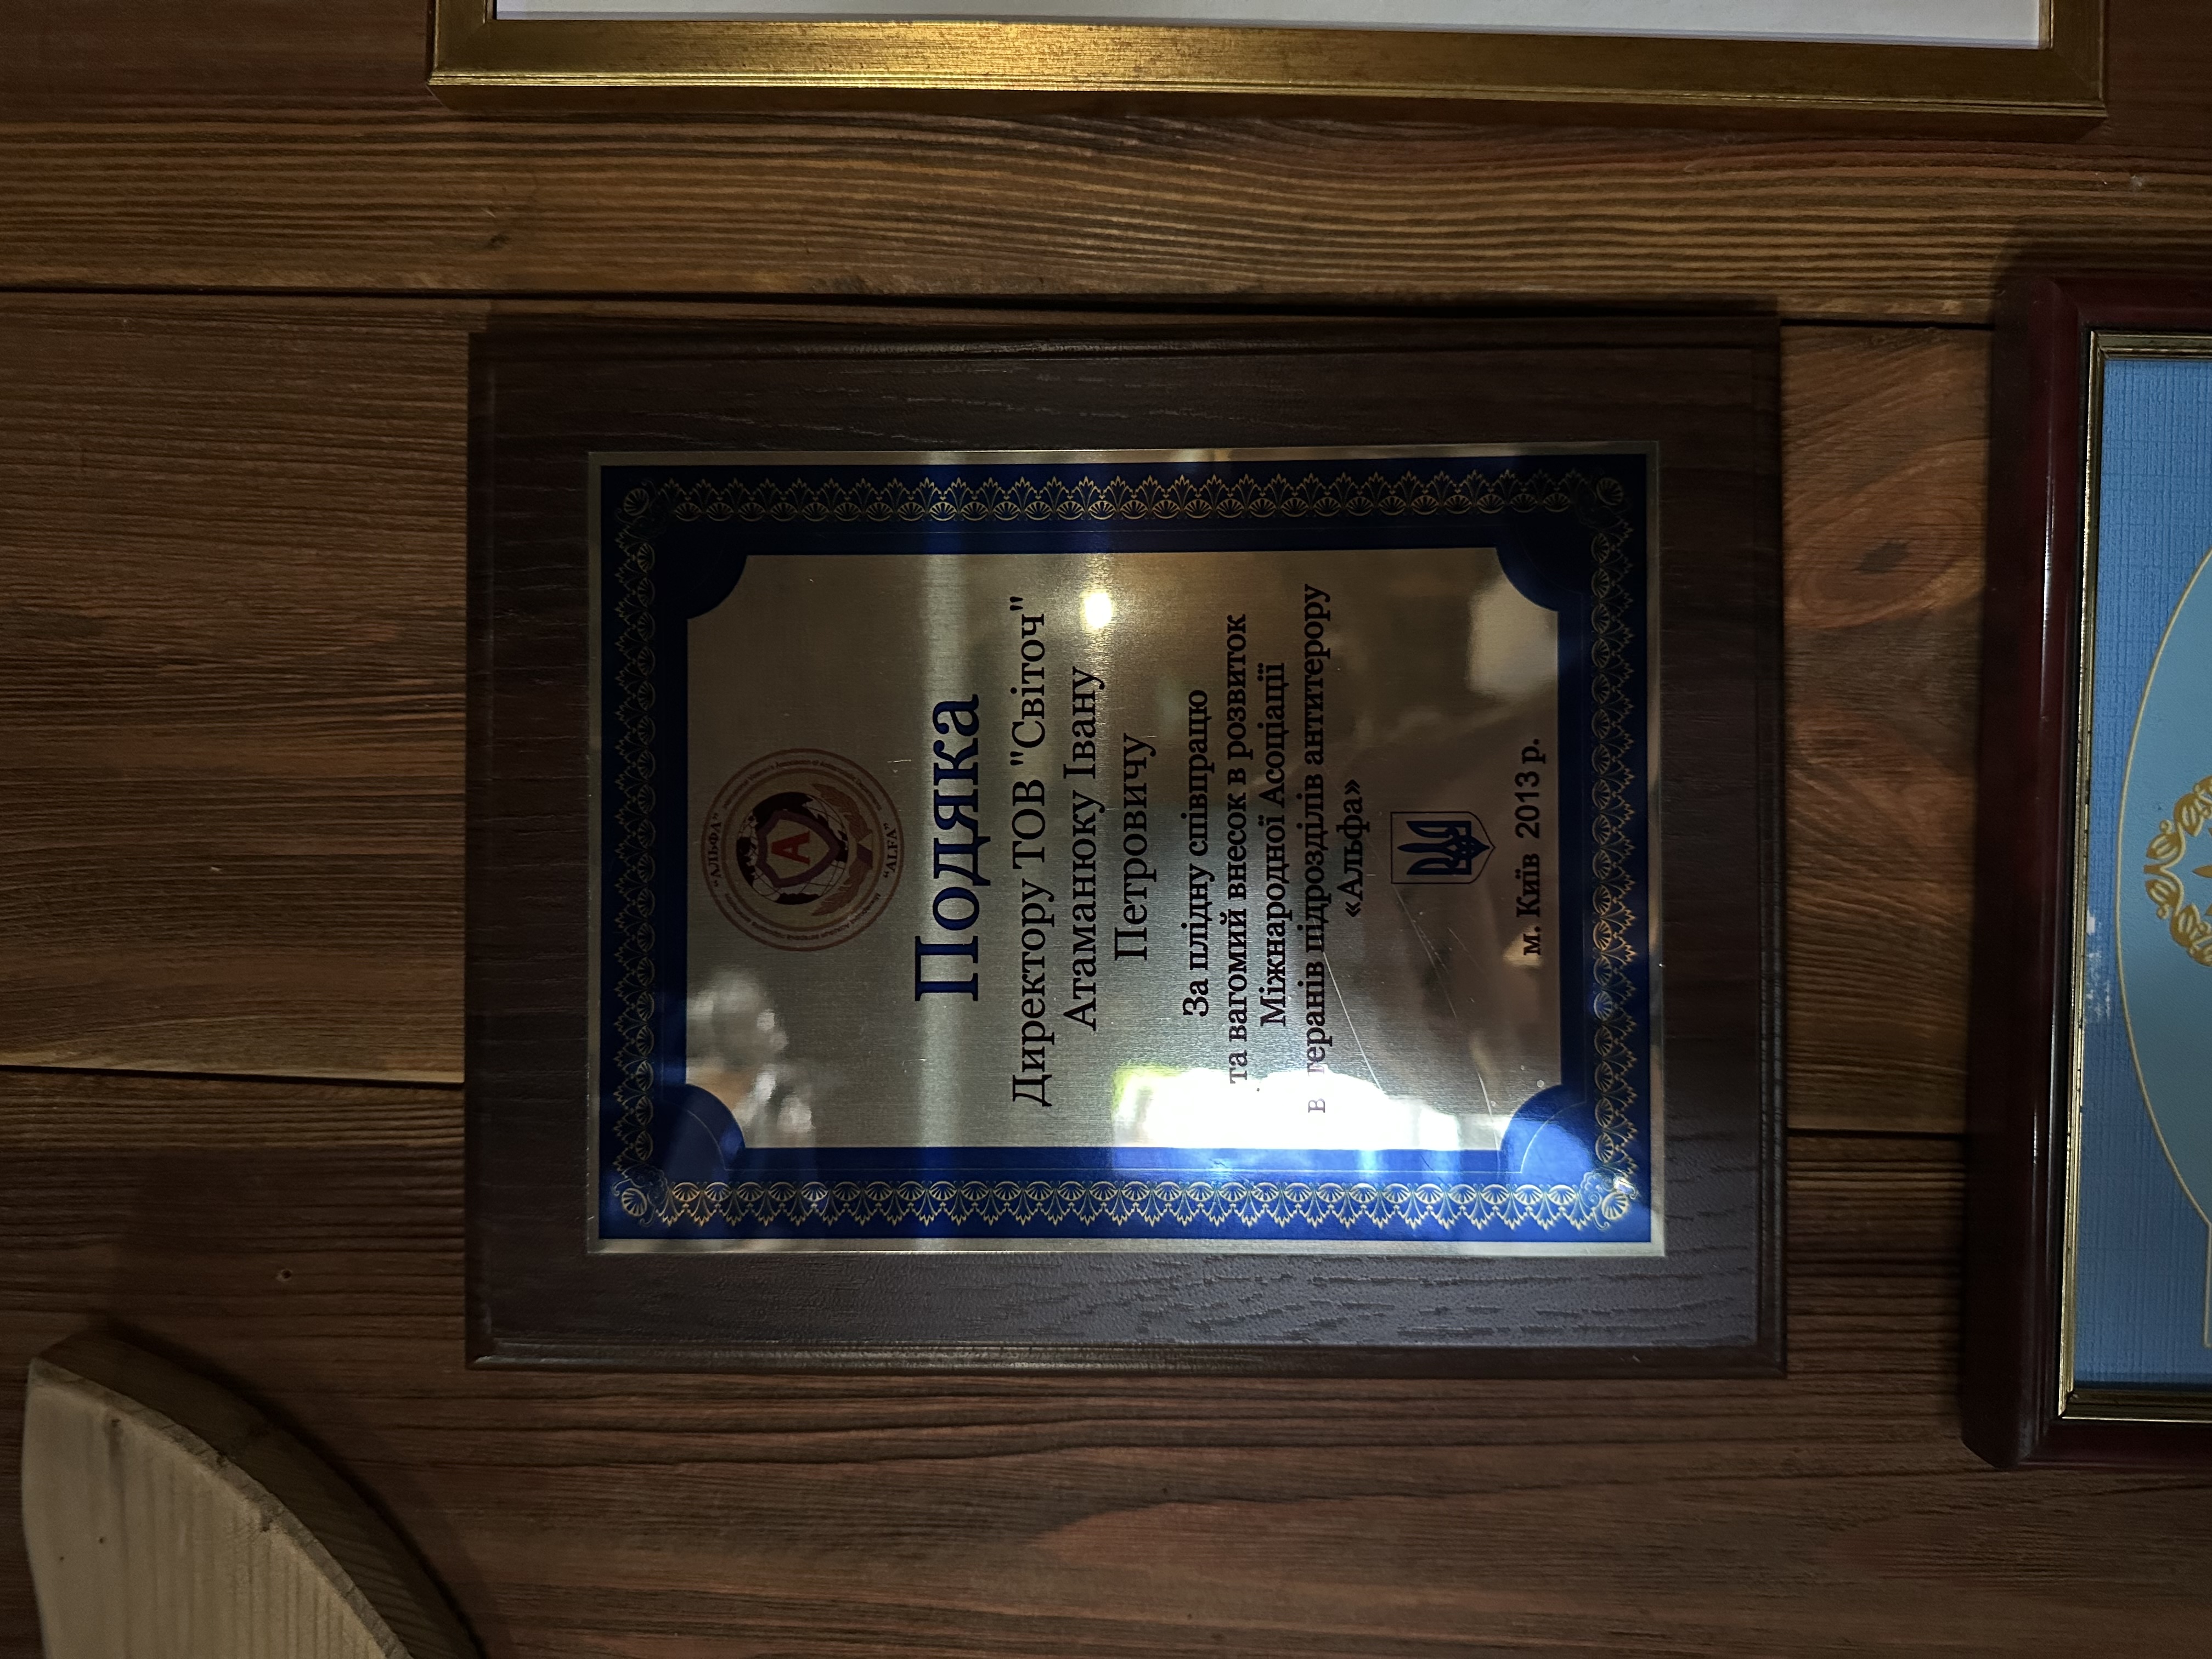 "АЛЬФА"
А
"ALFA"
Подяка
Директору ТОВ "Світоч"
Атаманюку Івану
Петровичу
За плідну співпрацю
та вагомий внесок в розвиток
Міжнародної Асоціації
ветеранів підрозділів антитерору
«Альфа»
м. Київ 2013 р.